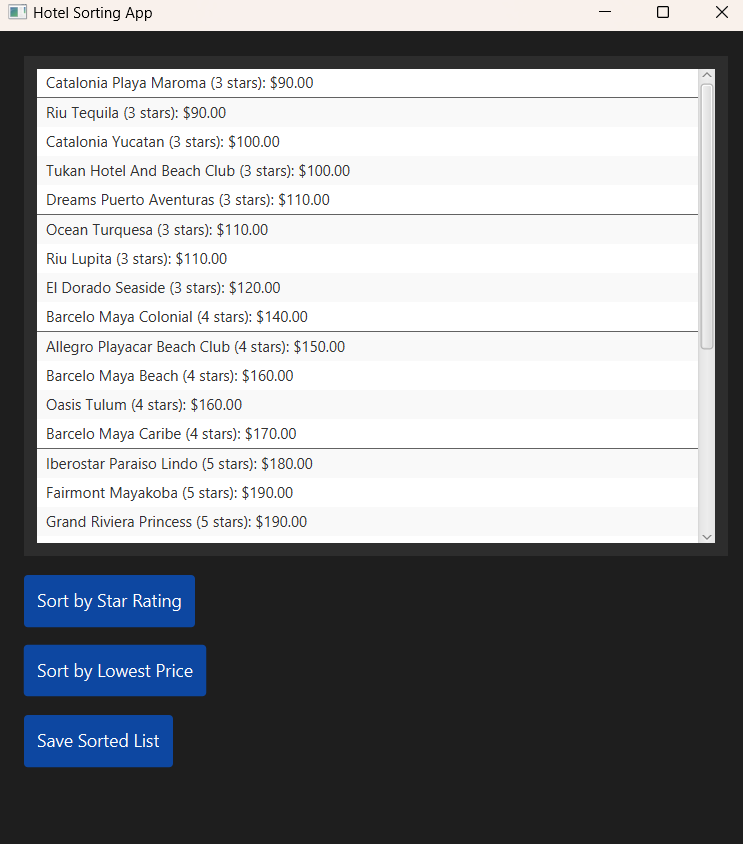 Hotel Sorting App
Catalonia Playa Maroma (3 stars): $90.00
Riu Tequila (3 stars): $90.00
Catalonia Yucatan (3 stars): $100.00
Tukan Hotel And Beach Club (3 stars): $100.00
Dreams Puerto Aventuras (3 stars): $110.00
Ocean Turquesa (3 stars): $110.00
Riu Lupita (3 stars): $110.00
El Dorado Seaside (3 stars): $120.00
Barcelo Maya Colonial (4 stars): $140.00
Allegro Playacar Beach Club (4 stars): $150.00
Barcelo Maya Beach (4 stars): $160.00
Oasis Tulum (4 stars): $160.00
Barcelo Maya Caribe (4 stars): $170.00
Iberostar Paraiso Lindo (5 stars): $180.00
Fairmont Mayakoba (5 stars): $190.00
Grand Riviera Princess (5 stars): $190.00
Sort by Star Rating
Sort by Lowest Price
Save Sorted List